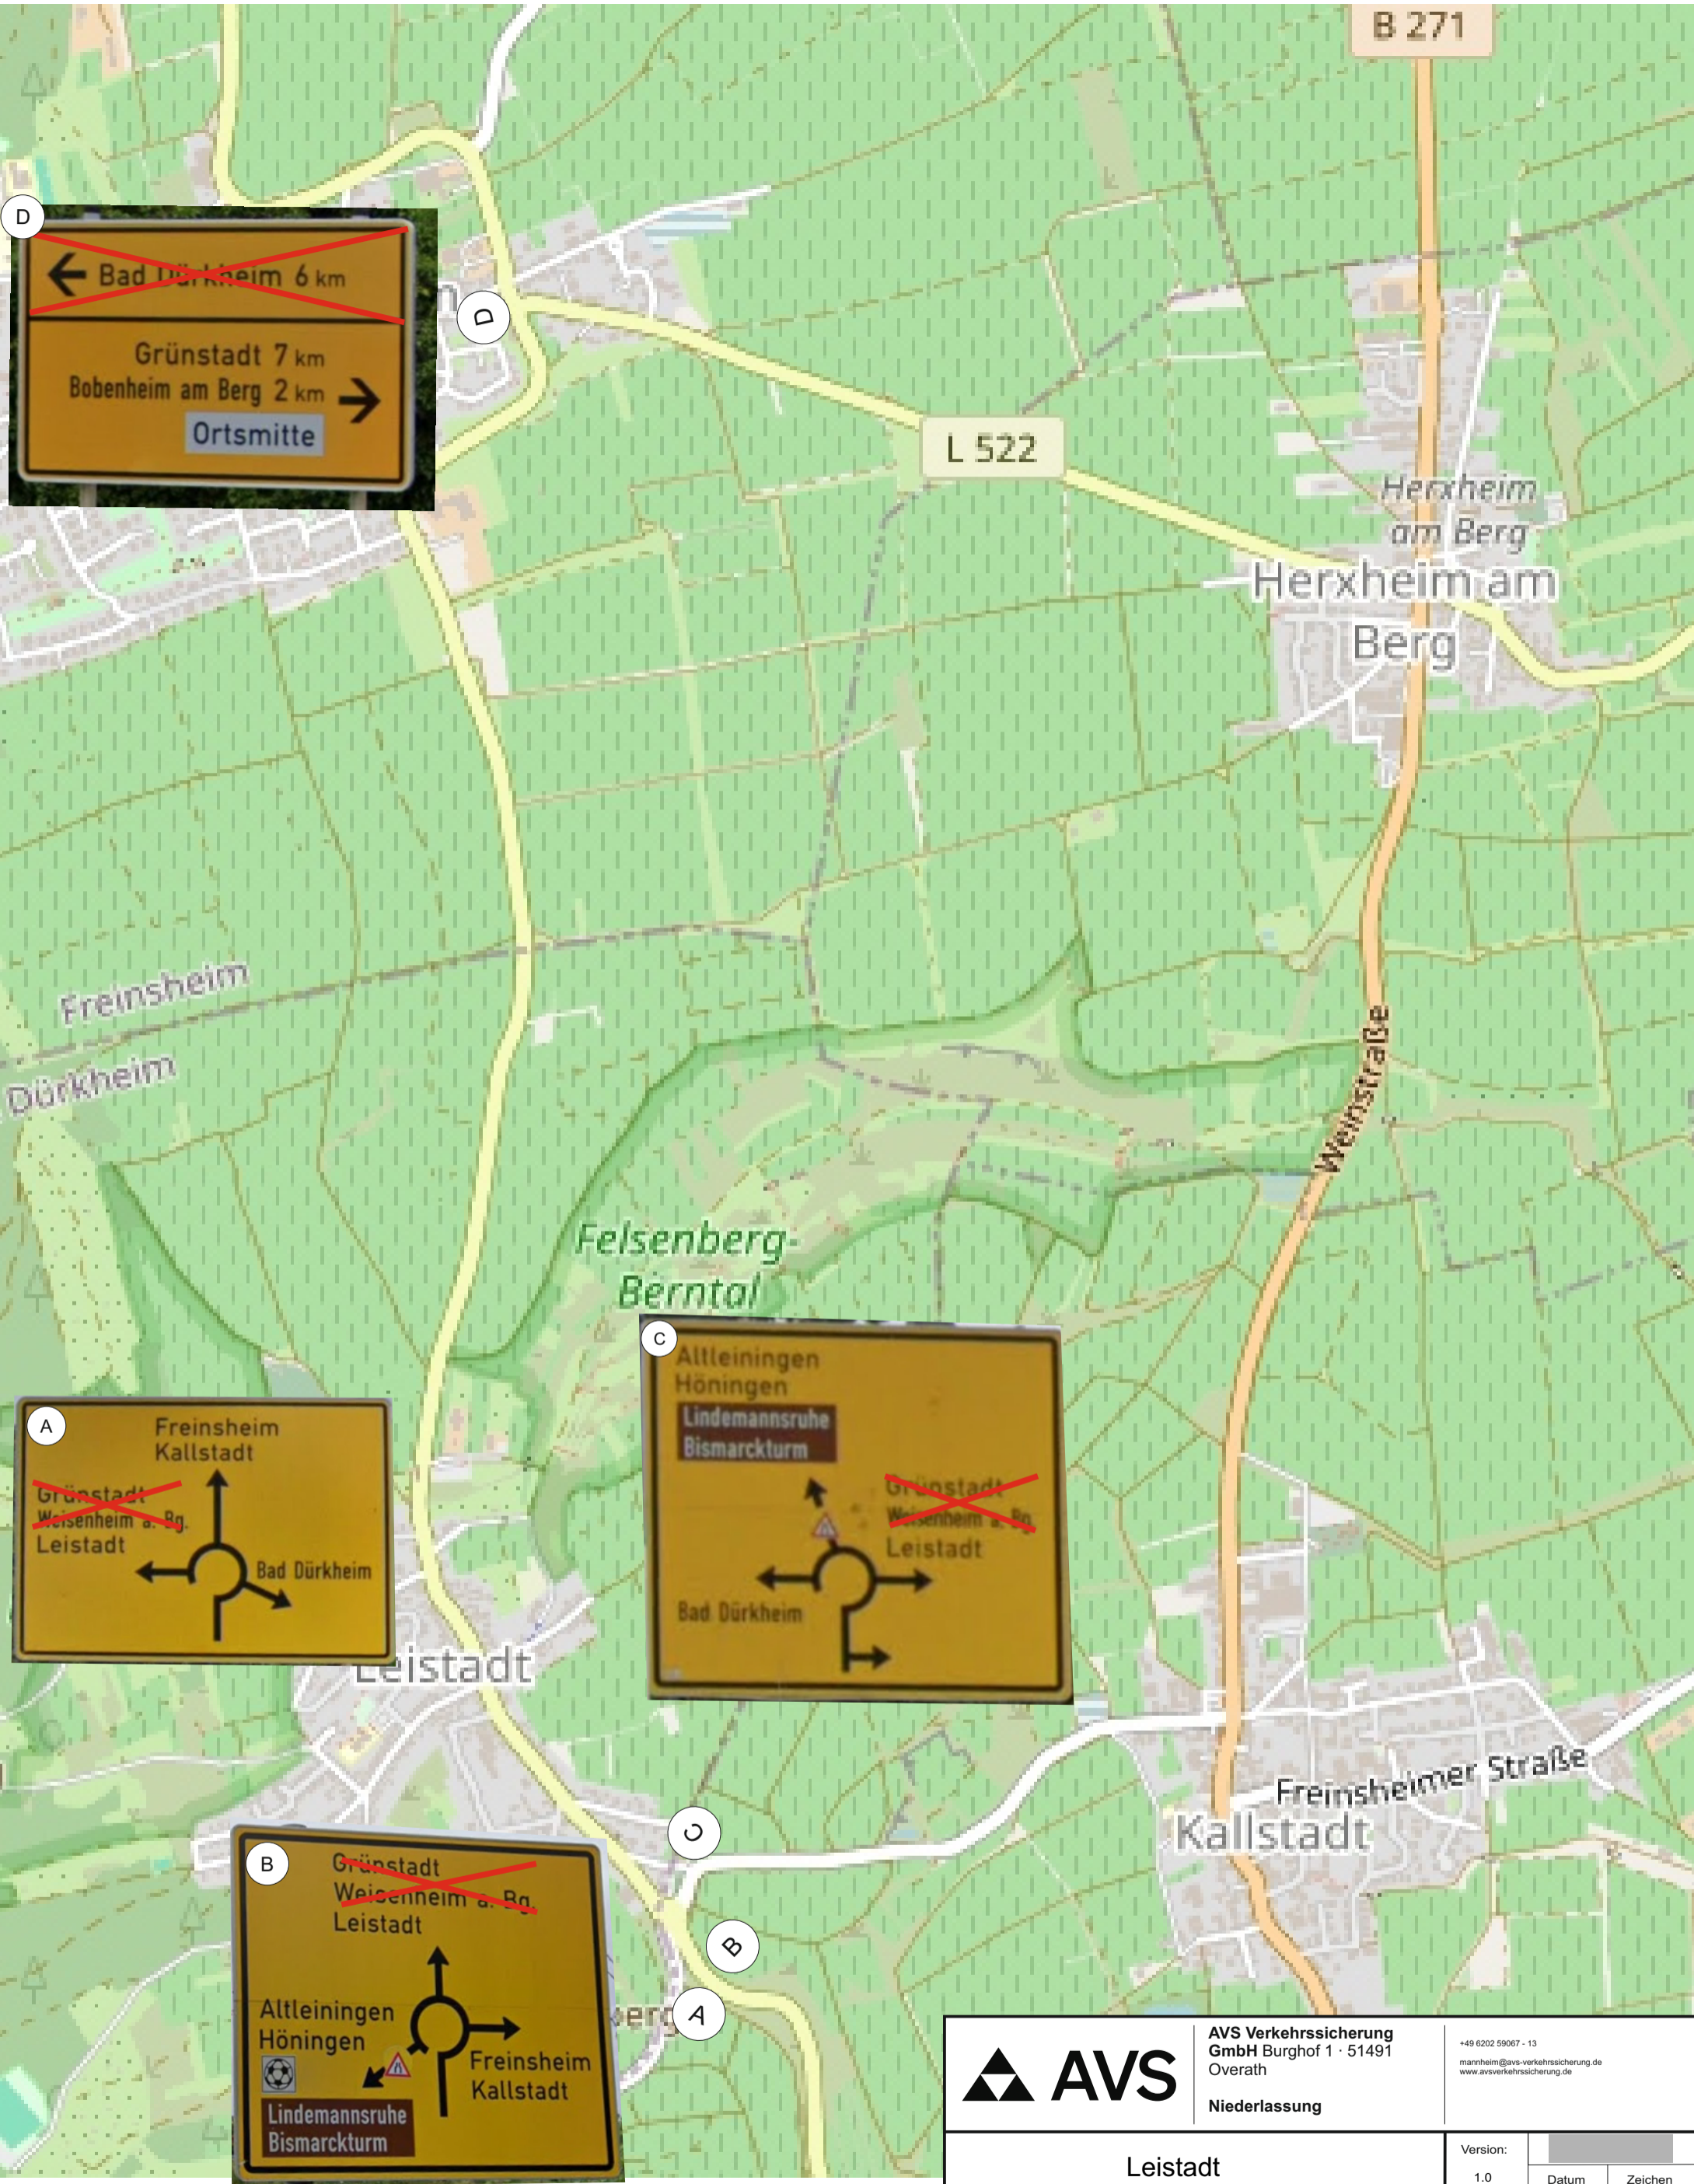 B 271
D
Bad Dürkheim 6 km
Grünstadt 7 km
Bobenheim am Berg 2 km
Ortsmitte
D
L 522
Herxheim
am Berg
Herxheim am
Berg
Freinsheim
Dürkheim
Weinstraße
Felsenberg-
Berntal
A
Freinsheim
Kallstadt
Grünstadt
Weisenheim a. Bg.
Leistadt
Bad Dürkheim
C
Altleiningen
Höningen
Lindemannsruhe
Bismarckturm
Grünstadt
Weisenheim a. Bg.
Leistadt
Bad Dürkheim
Leistadt
Freinsheimer Straße
Kallstadt
C
B
Grünstadt
Weisenheim a. Bg.
Leistadt
Altleiningen
Höningen
Freinsheim
Kallstadt
Lindemannsruhe
Bismarckturm
B
A
berg
AVS
AVS Verkehrssicherung
GmbH Burghof 1 · 51491
Overath
Niederlassung
+49 6202 59067 - 13
mannheim@avs-verkehrssicherung.de
www.avsverkehrssicherung.de
Leistadt
Version:
1.0
Datum
Zeichen